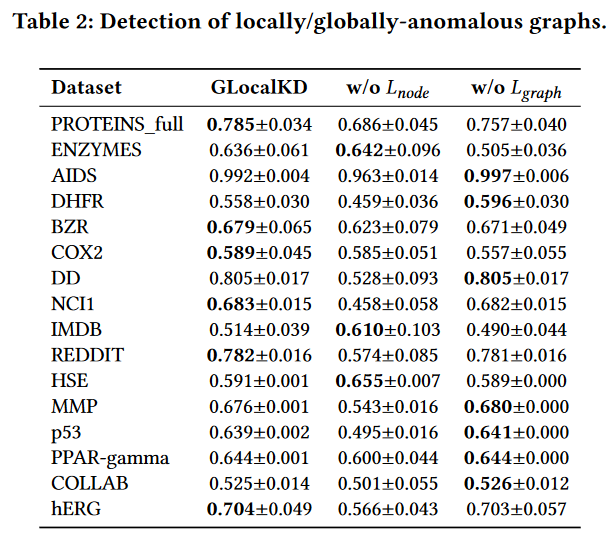 Table 2: Detection of locally/globally-anomalous graphs.
Dataset GLocalKD w/o L_node w/o L_graph
PROTEINS_full 0.785±0.034 0.686±0.045 0.757±0.040
ENZYMES 0.636±0.061 0.642±0.096 0.505±0.036
AIDS 0.992±0.004 0.963±0.014 0.997±0.006
DHFR 0.558±0.030 0.459±0.036 0.596±0.030
BZR 0.679±0.065 0.623±0.079 0.671±0.049
COX2 0.589±0.045 0.585±0.051 0.557±0.055
DD 0.805±0.017 0.528±0.093 0.805±0.017
NCI1 0.683±0.015 0.458±0.058 0.682±0.015
IMDB 0.514±0.039 0.610±0.103 0.490±0.044
REDDIT 0.782±0.016 0.574±0.085 0.781±0.016
HSE 0.591±0.001 0.655±0.007 0.589±0.000
MMP 0.676±0.001 0.543±0.016 0.680±0.000
p53 0.639±0.002 0.495±0.016 0.641±0.000
PPAR-gamma 0.644±0.001 0.600±0.044 0.644±0.000
COLLAB 0.525±0.014 0.501±0.055 0.526±0.012
hERG 0.704±0.049 0.566±0.043 0.703±0.057